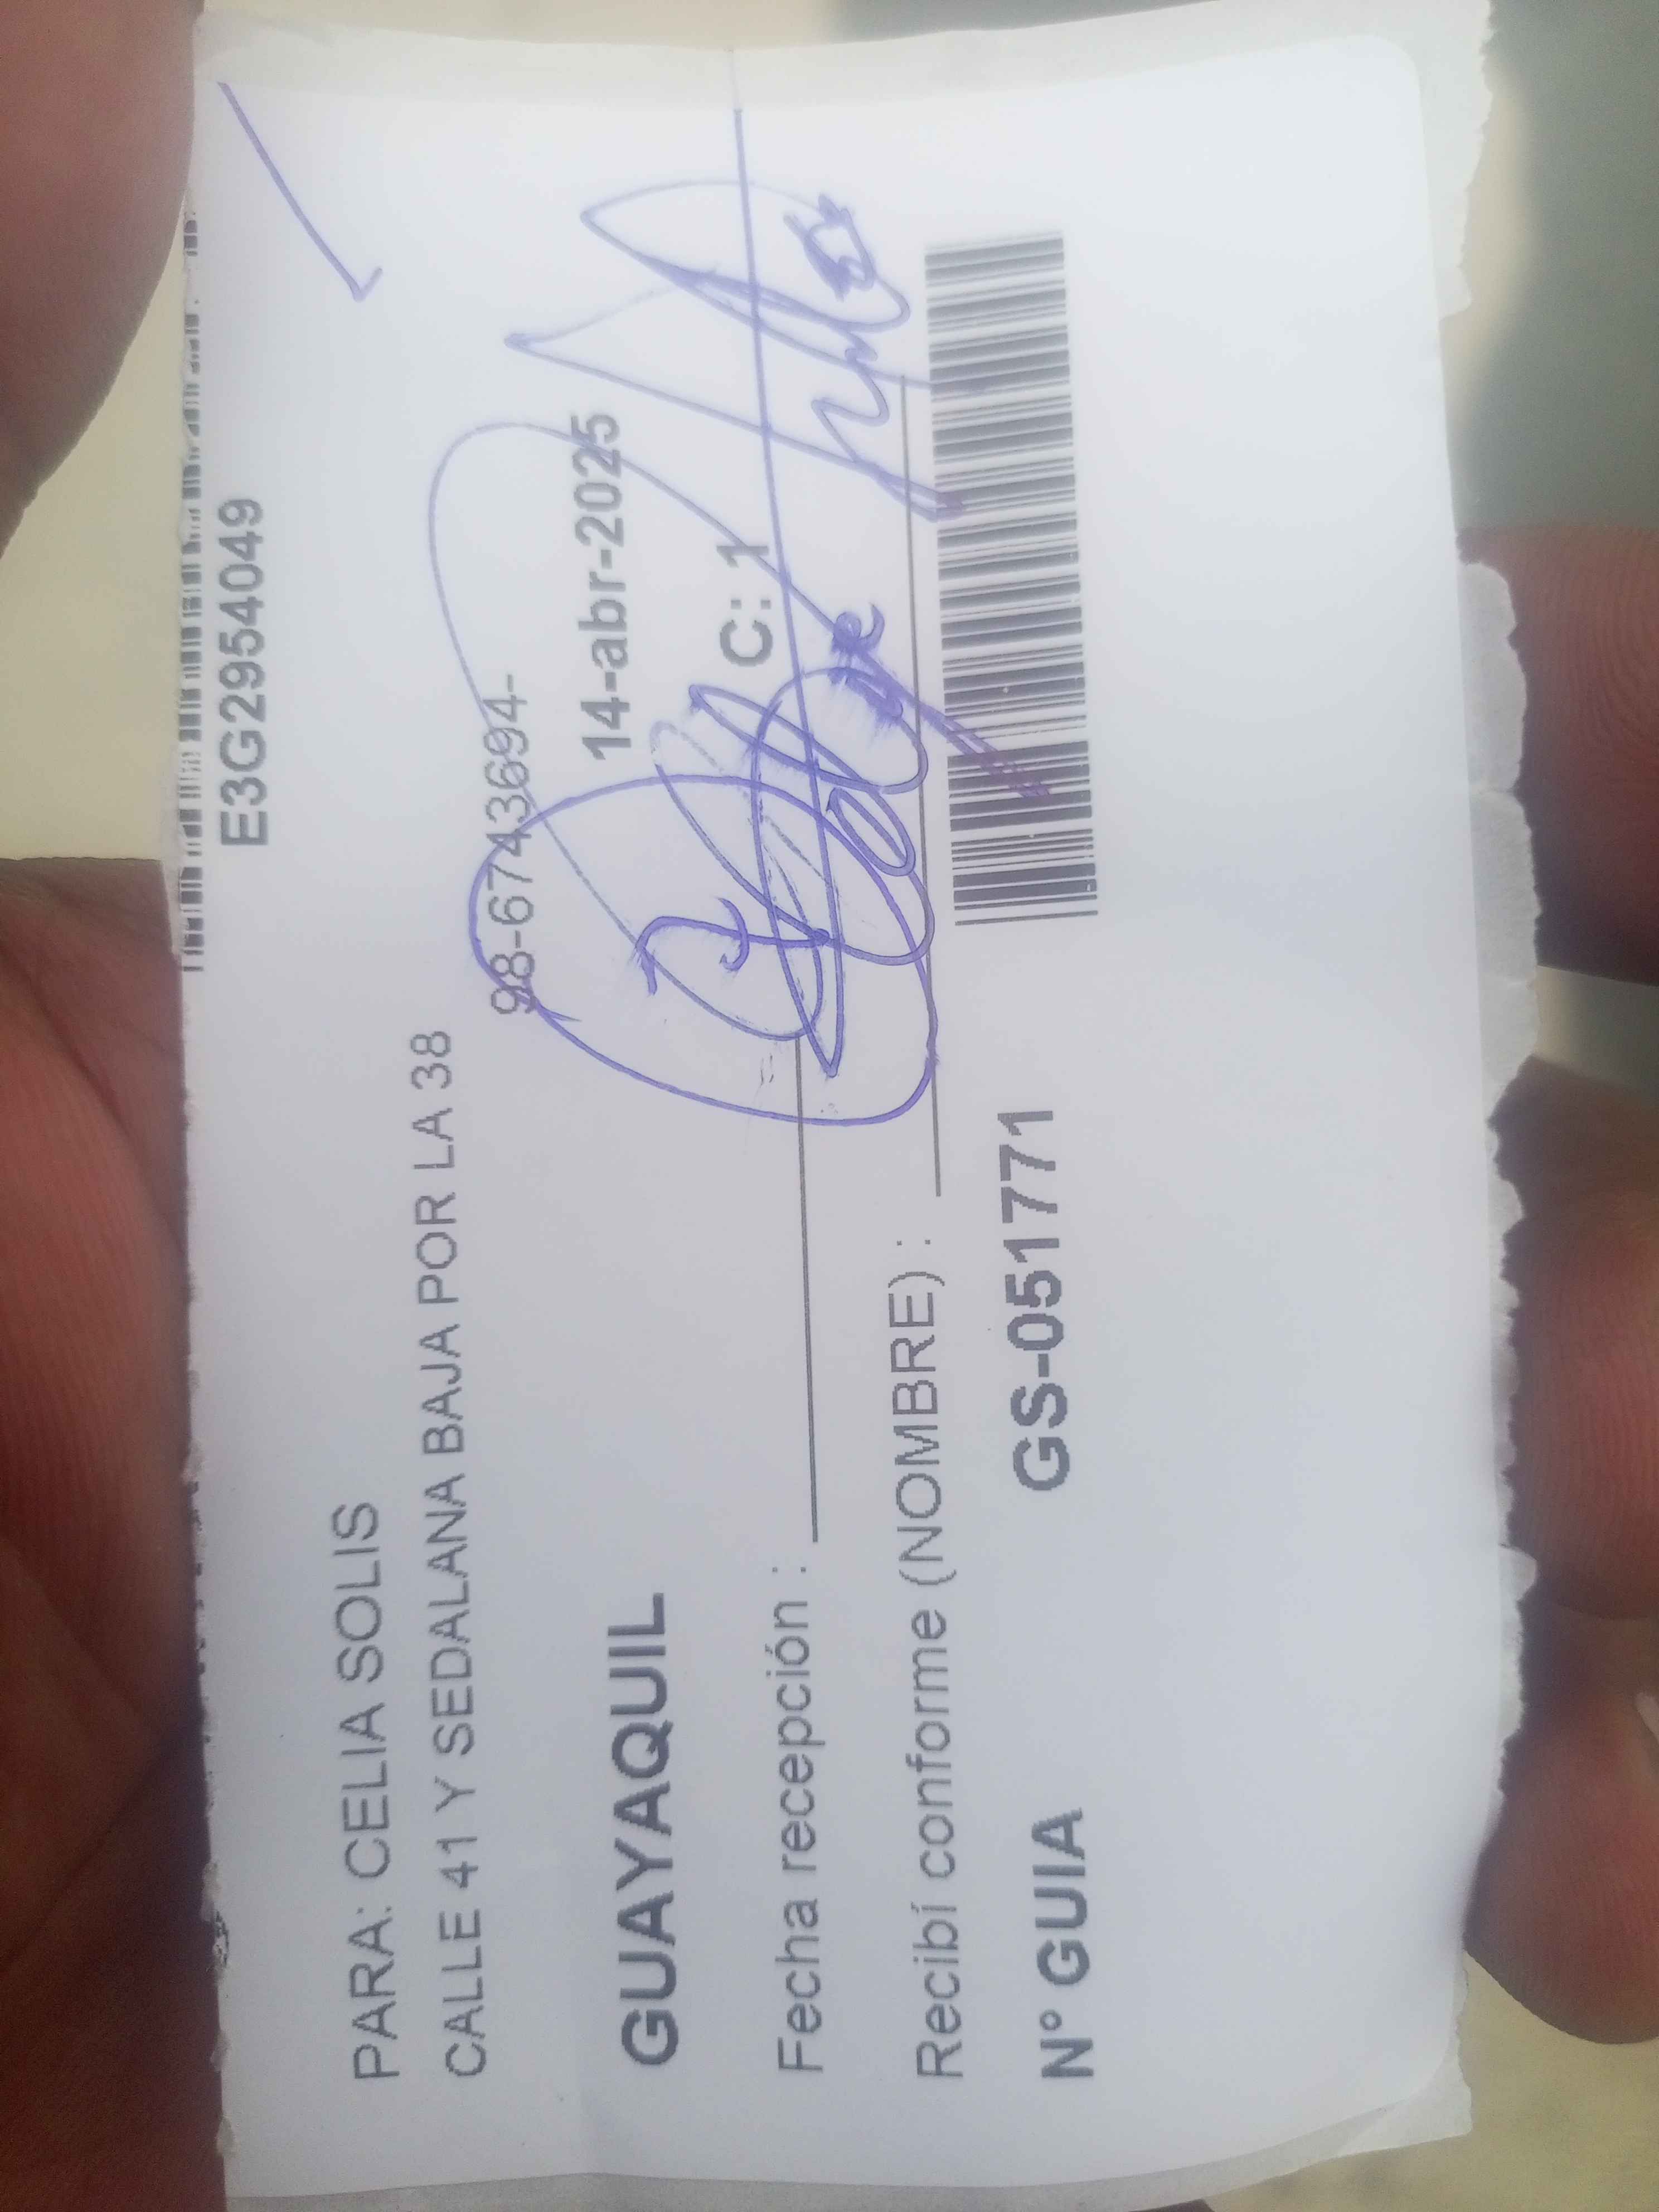 E3G2954049
PARA: CELIA SOLIS
CALLE 41 Y SEDALANA BAJA POR LA 38
98-6743694-
GUAYAQUIL 14-abr-2025
C: 1
Fecha recepción :
Recibí conforme (NOMBRE) :
N° GUIA GS-051771